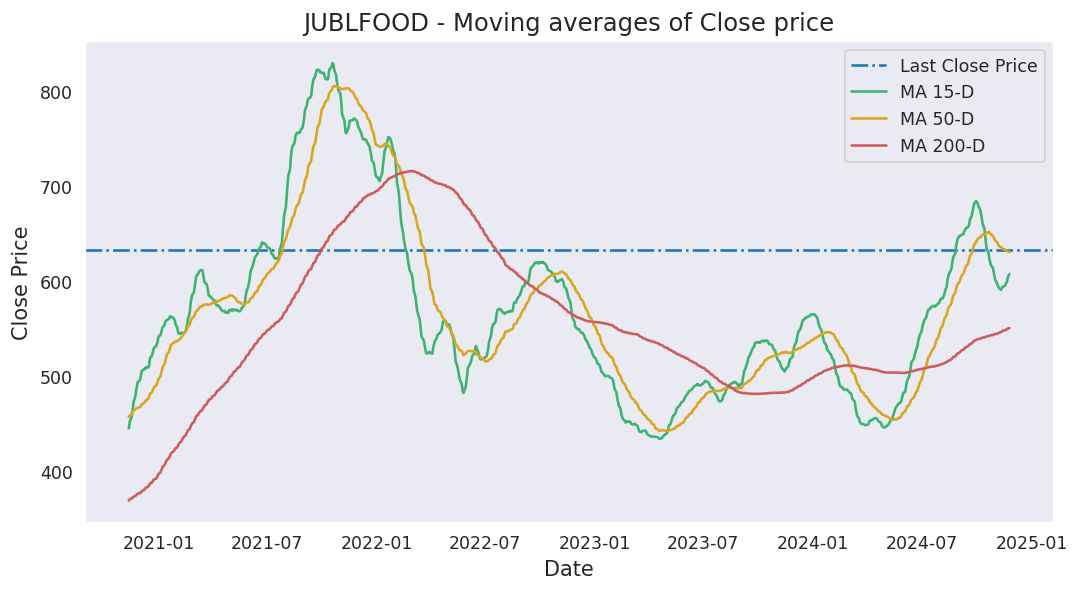 JUBLFOOD - Moving averages of Close price
Last Close Price
MA 15-D
MA 50-D
MA 200-D
Close Price
800
700
600
500
400
2021-01 2021-07 2022-01 2022-07 2023-01 2023-07 2024-01 2024-07 2025-01
Date